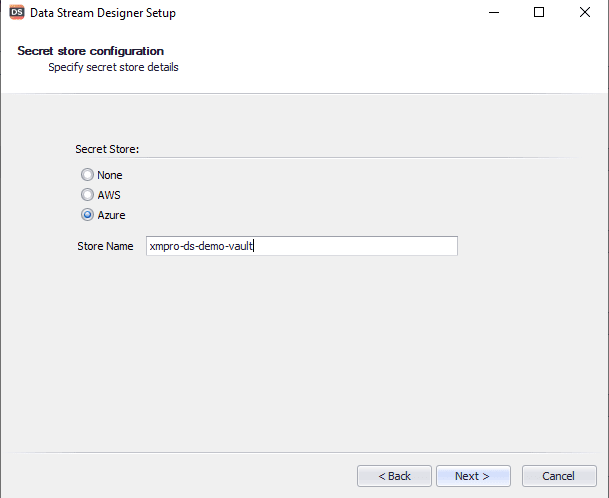 DS Data Stream Designer Setup
Secret store configuration
Specify secret store details
Secret Store:
None
AWS
Azure
Store Name xmpro-ds-demo-vault
< Back Next > Cancel